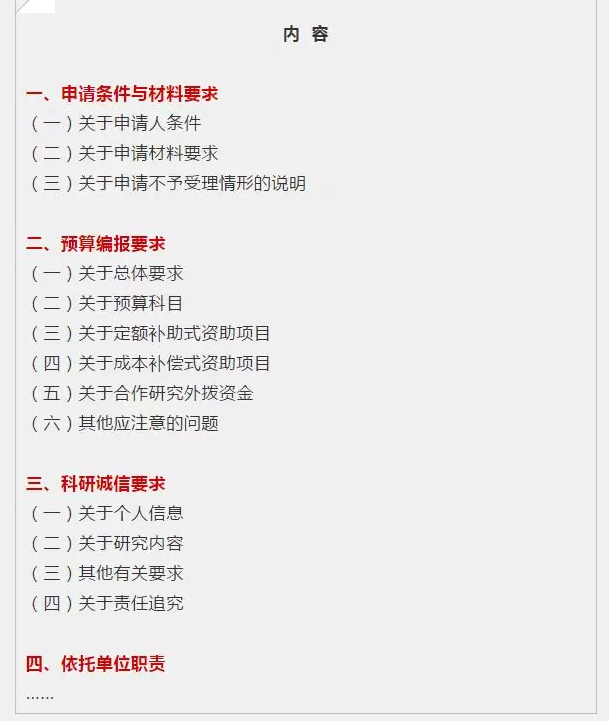 内 容
一、申请条件与材料要求
（一）关于申请人条件
（二）关于申请材料要求
（三）关于申请不予受理情形的说明
二、预算编报要求
（一）关于总体要求
（二）关于预算科目
（三）关于定额补助式资助项目
（四）关于成本补偿式资助项目
（五）关于合作研究外拨资金
（六）其他应注意的问题
三、科研诚信要求
（一）关于个人信息
（二）关于研究内容
（三）其他有关要求
（四）关于责任追究
四、依托单位职责
……